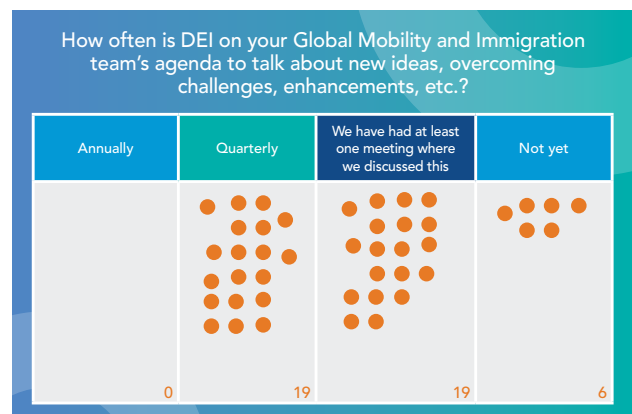 How often is DEI on your Global Mobility and Immigration
team's agenda to talk about new ideas, overcoming
challenges, enhancements, etc.?
Annually
Quarterly
We have had at least
one meeting where
we discussed this
Not yet
0
19
19
6